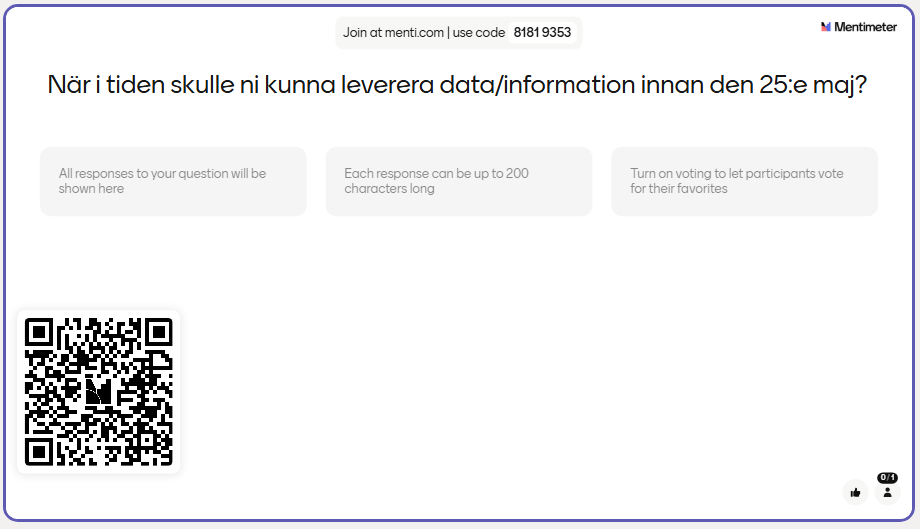 Join at menti.com | use code 8181 9353
Mentimeter
När i tiden skulle ni kunna leverera data/information innan den 25:e maj?
All responses to your question will be
shown here
Each response can be up to 200
characters long
Turn on voting to let participants vote
for their favorites
0/1